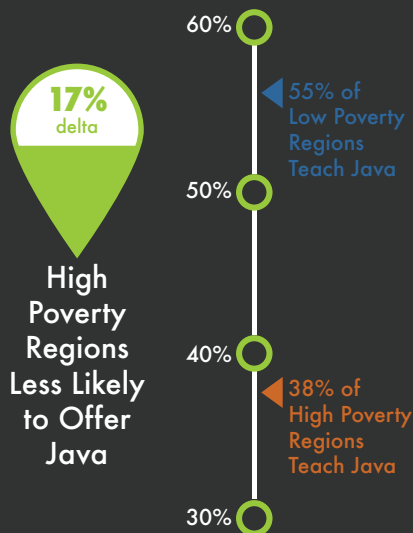 17%
delta
High
Poverty
Regions
Less Likely
to Offer
Java
60%
55% of
Low Poverty
Regions
Teach Java
50%
40%
38% of
High Poverty
Regions
Teach Java
30%